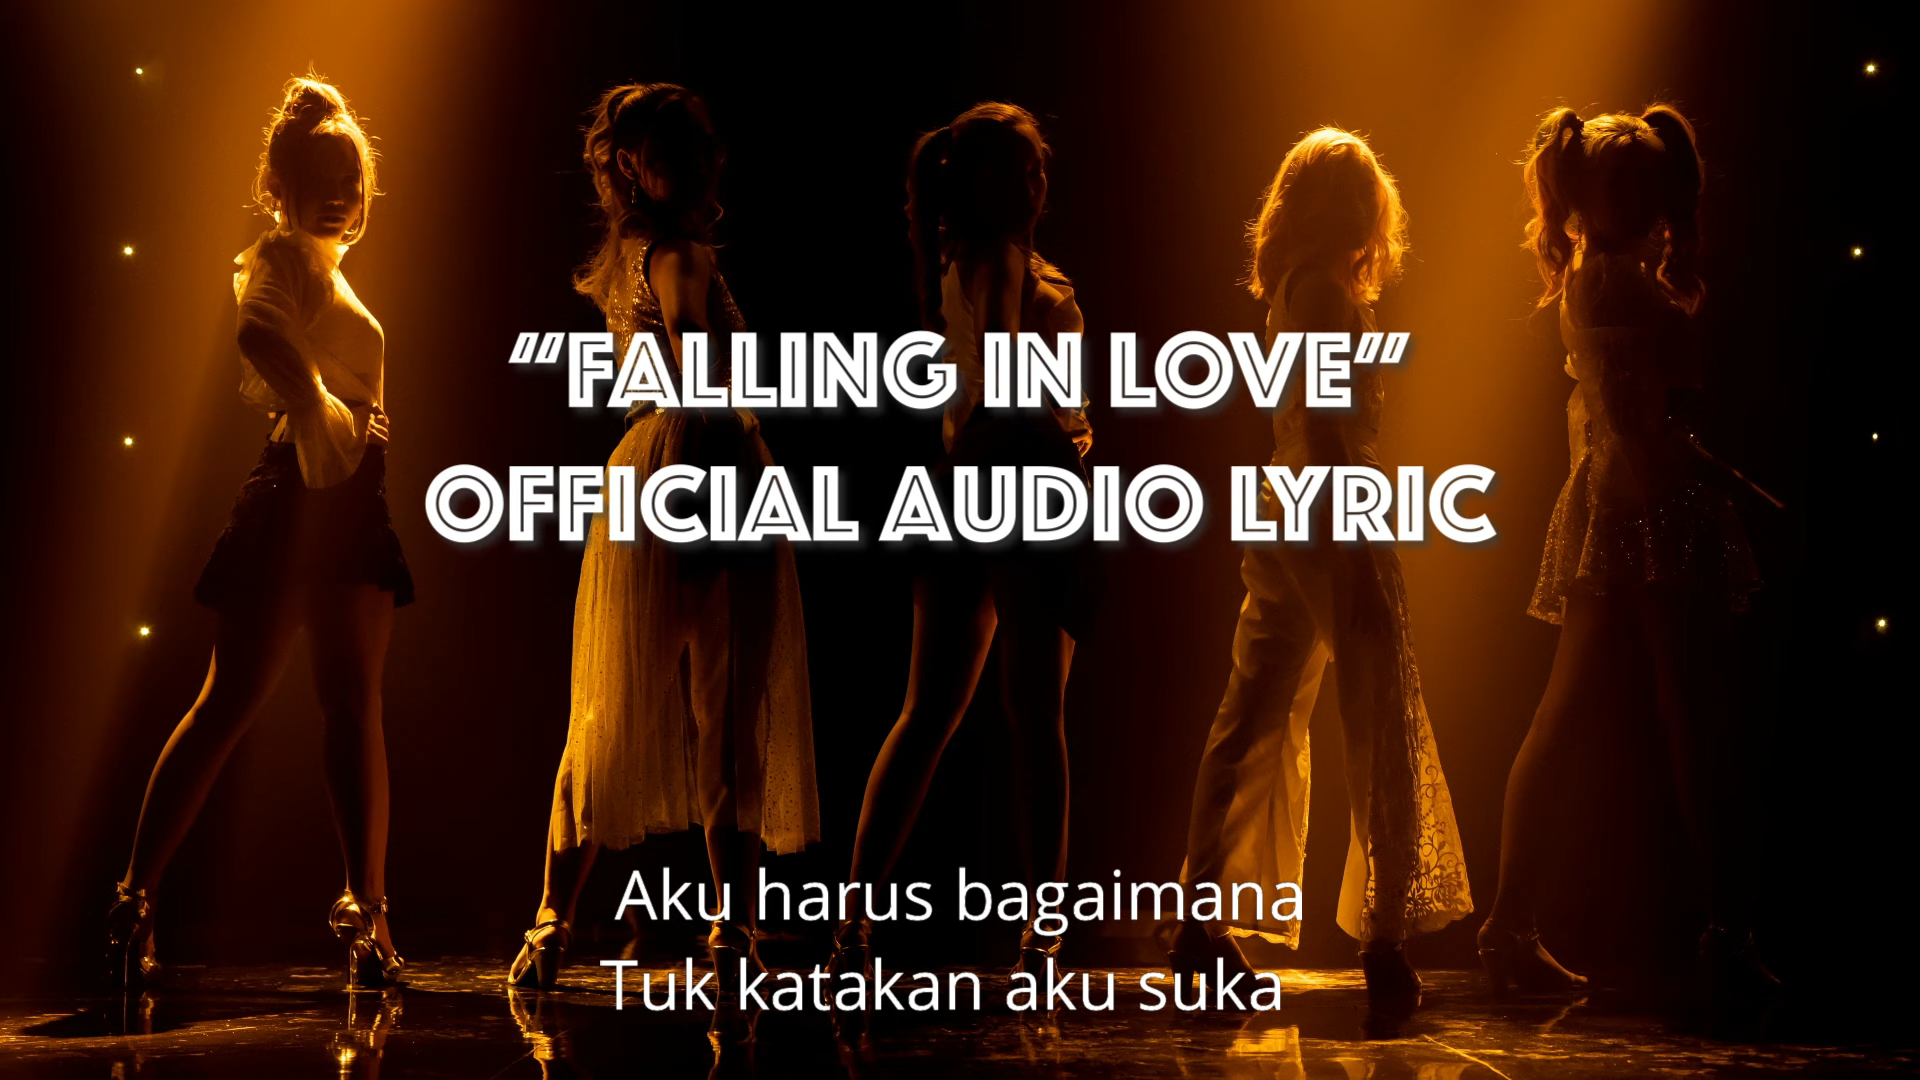 “FALLING IN LOVE”
OFFICIAL AUDIO LYRIC
Aku harus bagaimana
Tuk katakan aku suka